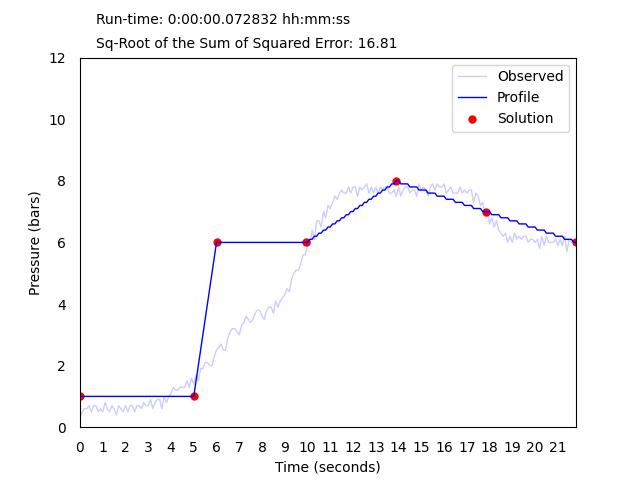 Run-time: 0:00:00.072832 hh:mm:ss
Sq-Root of the Sum of Squared Error: 16.81
12
10
8
6
4
2
0
Pressure (bars)
Observed
Profile
Solution
0 1 2 3 4 5 6 7 8 9 10 11 12 13 14 15 16 17 18 19 20 21
Time (seconds)